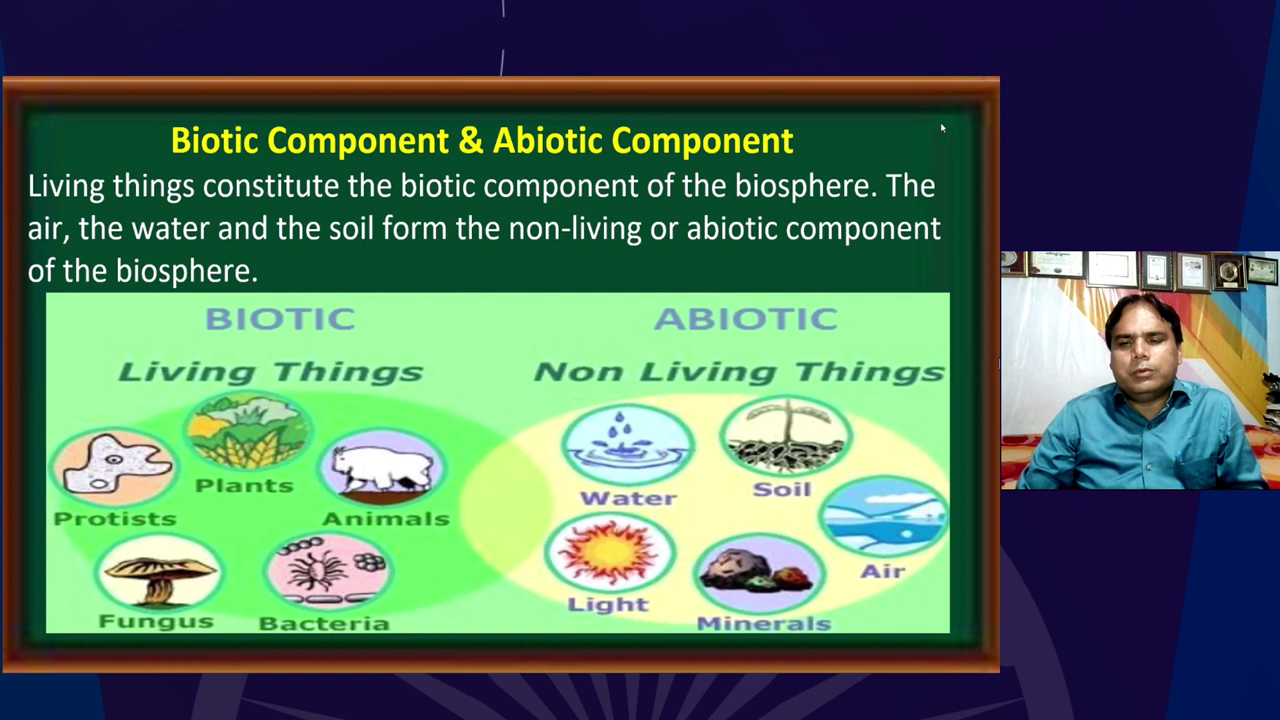 Biotic Component & Abiotic Component
Living things constitute the biotic component of the biosphere. The
air, the water and the soil form the non-living or abiotic component
of the biosphere.
BIOTIC
Living Things
Plants
Protists
Animals
Fungus
Bacteria
ABIOTIC
Non Living Things
Water
Soil
Air
Light
Minerals